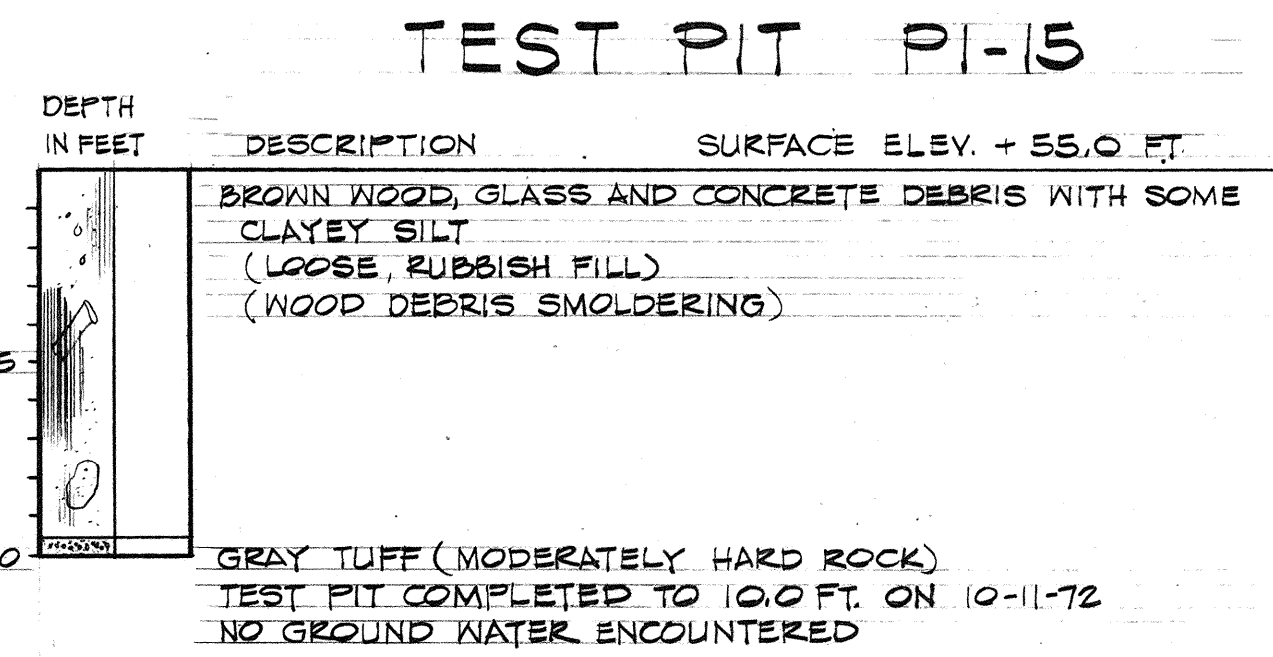 TEST PIT P1-15
DEPTH
IN FEET DESCRIPTION SURFACE ELEV. + 55.0 FT.
BROWN WOOD, GLASS AND CONCRETE DEBRIS WITH SOME
CLAYEY SILT
(LOOSE, RUBBISH FILL)
(WOOD DEBRIS SMOLDERING)
5
0 GRAY TUFF (MODERATELY HARD ROCK)
TEST PIT COMPLETED TO 10.0 FT. ON 10-11-72
NO GROUND WATER ENCOUNTERED